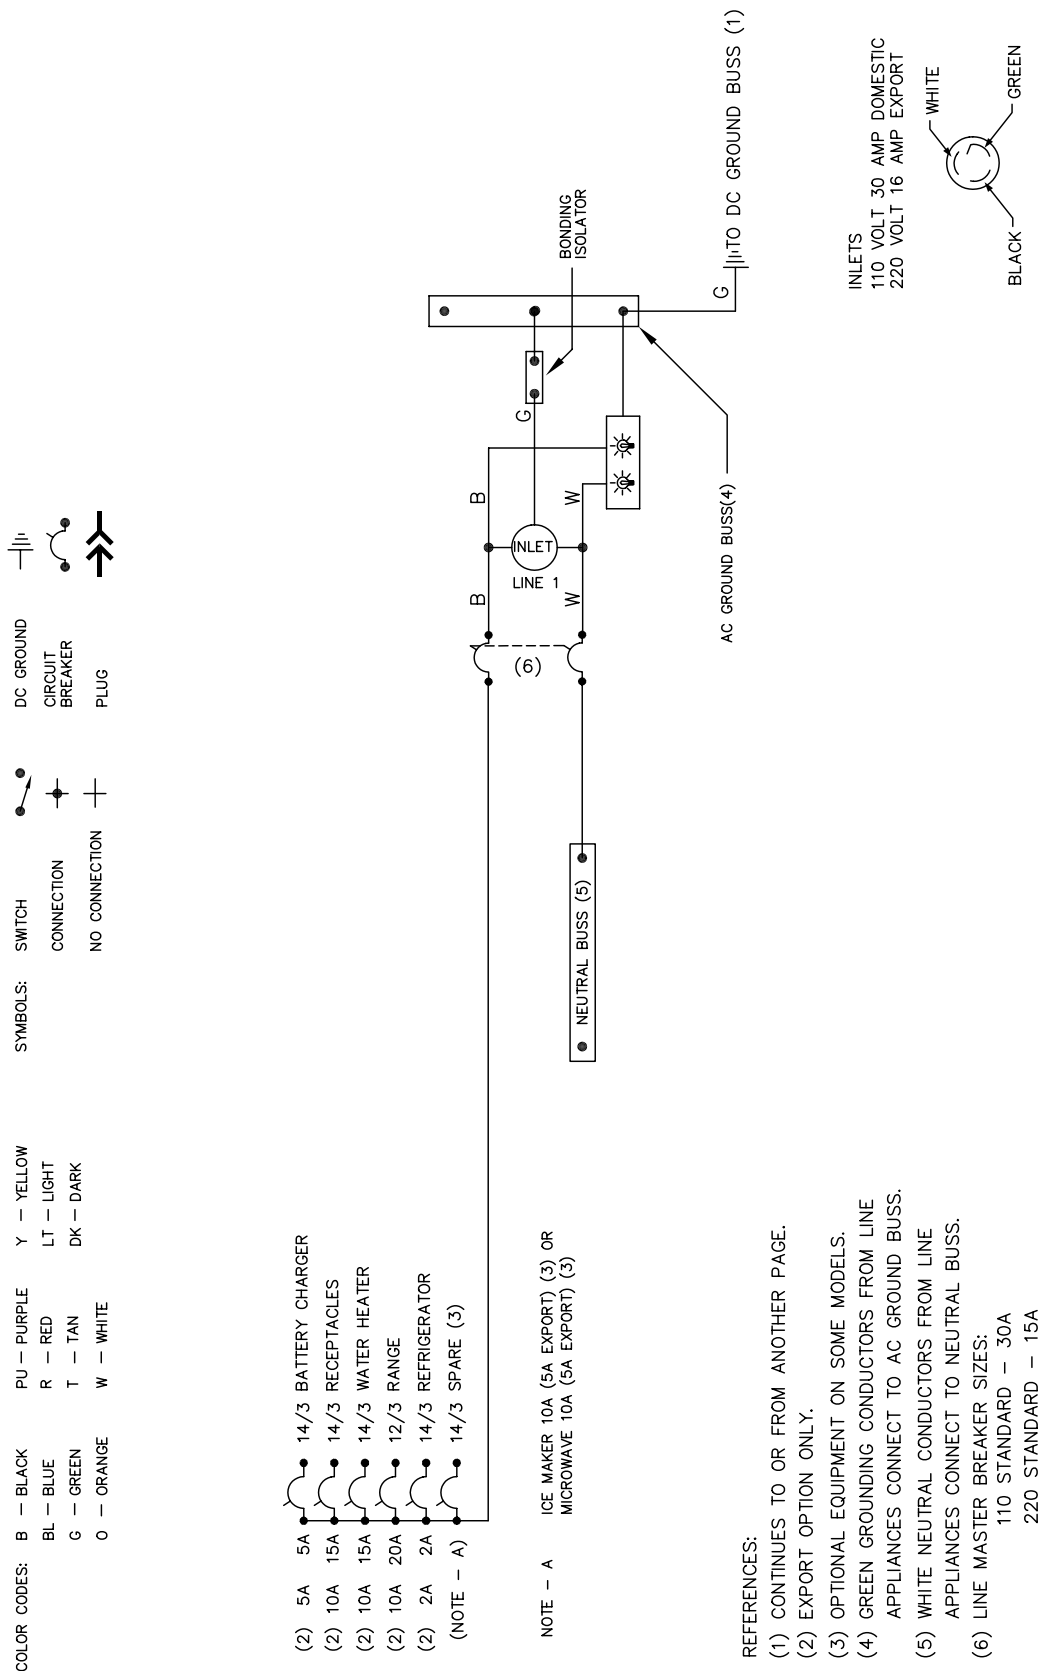 COLOR CODES:
B – BLACK
PU – PURPLE
Y – YELLOW
BL – BLUE
R – RED
LT – LIGHT
G – GREEN
T – TAN
DK – DARK
O – ORANGE
W – WHITE
SYMBOLS:
SWITCH
CONNECTION
NO CONNECTION
DC GROUND
CIRCUIT
BREAKER
PLUG
(2) 5A 5A 14/3 BATTERY CHARGER
(2) 10A 15A 14/3 RECEPTACLES
(2) 10A 15A 14/3 WATER HEATER
(2) 10A 20A 12/3 RANGE
(2) 2A 2A 14/3 REFRIGERATOR
(NOTE – A) 14/3 SPARE (3)
NOTE – A
ICE MAKER 10A (5A EXPORT) (3) OR
MICROWAVE 10A (5A EXPORT) (3)
NEUTRAL BUSS (5)
(6)
B
B
W
W
INLET
LINE 1
G
BONDING
ISOLATOR
AC GROUND BUSS(4)
G
TO DC GROUND BUSS (1)
REFERENCES:
(1) CONTINUES TO OR FROM ANOTHER PAGE.
(2) EXPORT OPTION ONLY.
(3) OPTIONAL EQUIPMENT ON SOME MODELS.
(4) GREEN GROUNDING CONDUCTORS FROM LINE
APPLIANCES CONNECT TO AC GROUND BUSS.
(5) WHITE NEUTRAL CONDUCTORS FROM LINE
APPLIANCES CONNECT TO NEUTRAL BUSS.
(6) LINE MASTER BREAKER SIZES:
110 STANDARD – 30A
220 STANDARD – 15A
INLETS
110 VOLT 30 AMP DOMESTIC
220 VOLT 16 AMP EXPORT
WHITE
BLACK
GREEN